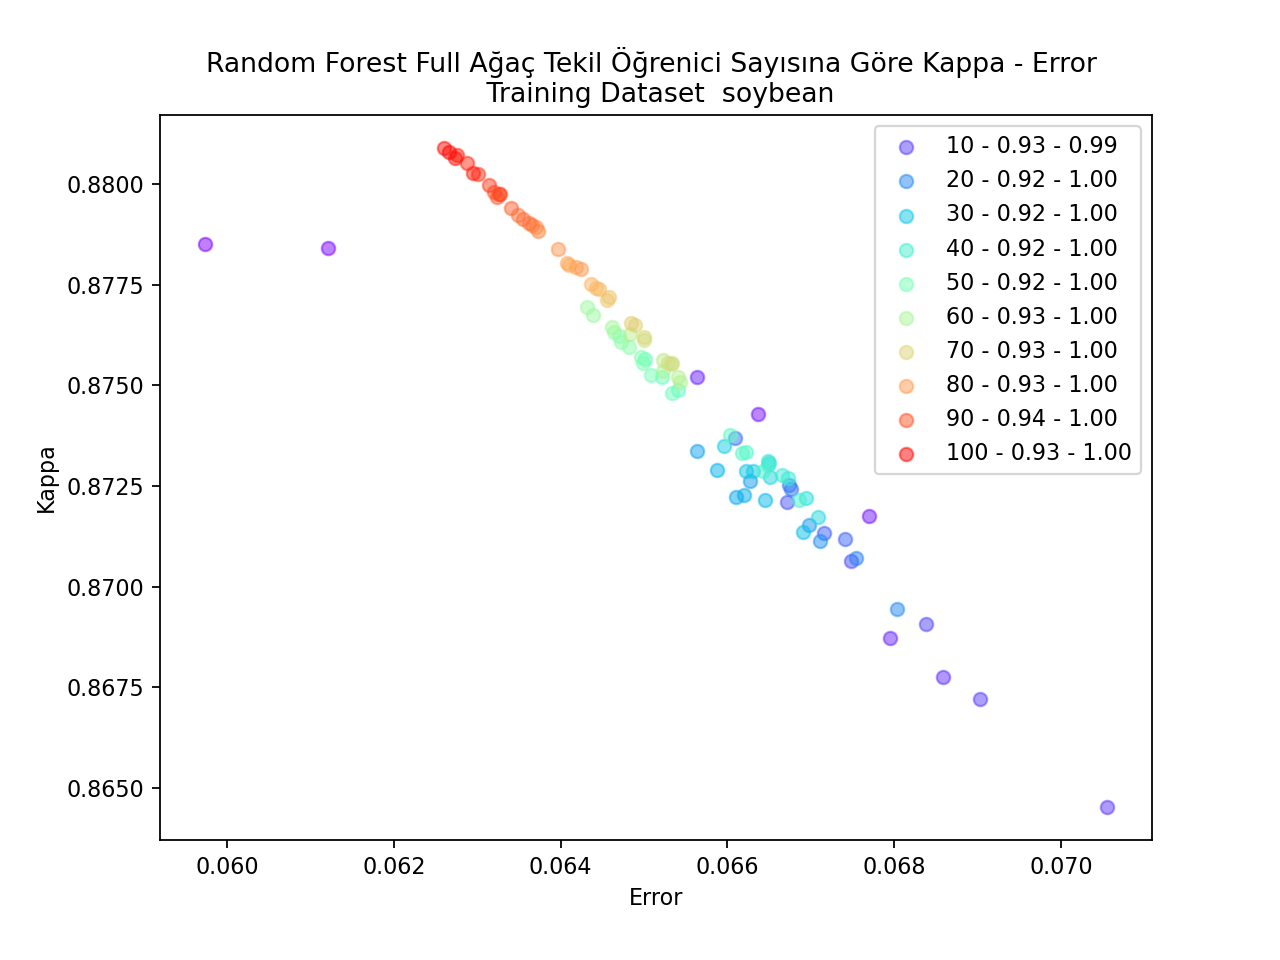 Random Forest Full Ağaç Tekil Öğrenici Sayısına Göre Kappa - Error
Training Dataset  soybean
10 - 0.93 - 0.99
20 - 0.92 - 1.00
30 - 0.92 - 1.00
40 - 0.92 - 1.00
50 - 0.92 - 1.00
60 - 0.93 - 1.00
70 - 0.93 - 1.00
80 - 0.93 - 1.00
90 - 0.94 - 1.00
100 - 0.93 - 1.00
Kappa
0.8800
0.8775
0.8750
0.8725
0.8700
0.8675
0.8650
0.060
0.062
0.064
0.066
0.068
0.070
Error